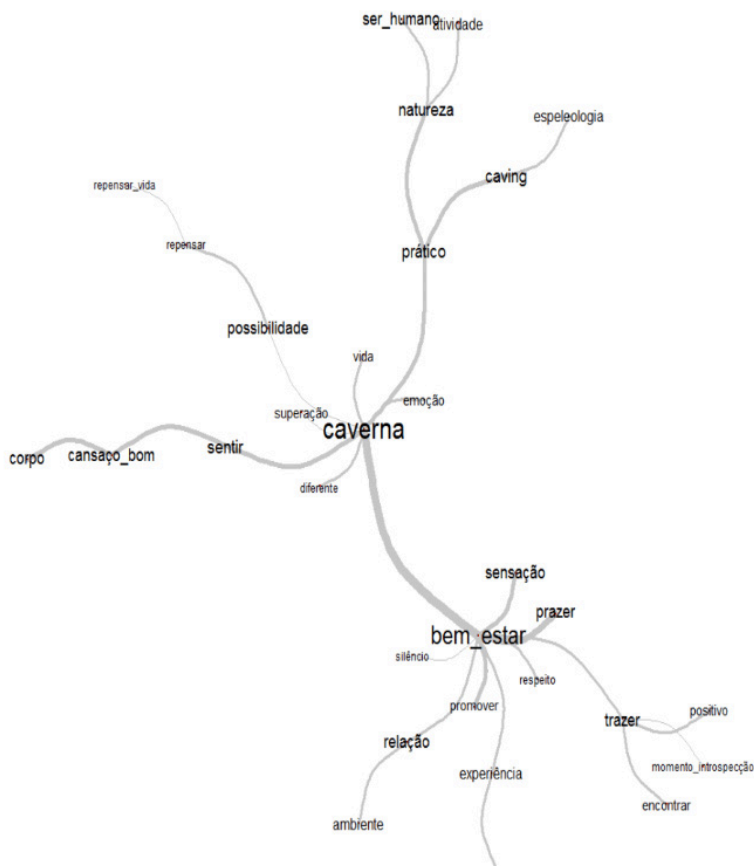 ser_humano
atividade
natureza
espeleologia
caving
repensar_vida
repensar
prático
possibilidade
vida
emoção
superação
caverna
sentir
cansaço_bom
corpo
diferente
sensação
prazer
bem_estar
silêncio
respeito
promover
positivo
trazer
relação
momento_introspecção
experiência
encontrar
ambiente